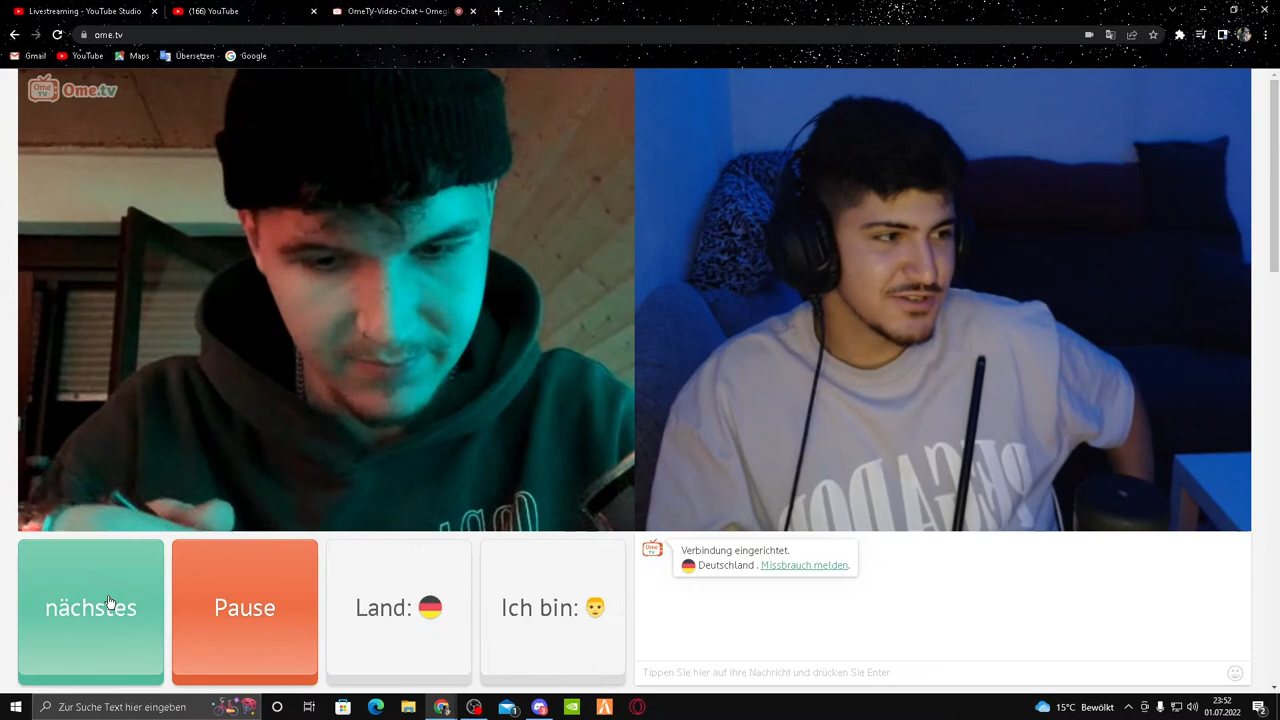 Livestreaming - YouTube Studio
(166) YouTube
OmeTV-Video-Chat – Omeg
ome.tv
Gmail
YouTube
Maps
Übersetzen
Google
Ome.tv
nächstes
Pause
Land:
Ich bin:
Ome TV
Verbindung eingerichtet.
Deutschland . Missbrauch melden.
Tippen SIe hier auf Ihre Nachricht und drücken SIe Enter
Zur Suche Text hier eingeben
15°C Bewölkt
23:52
01.07.2022